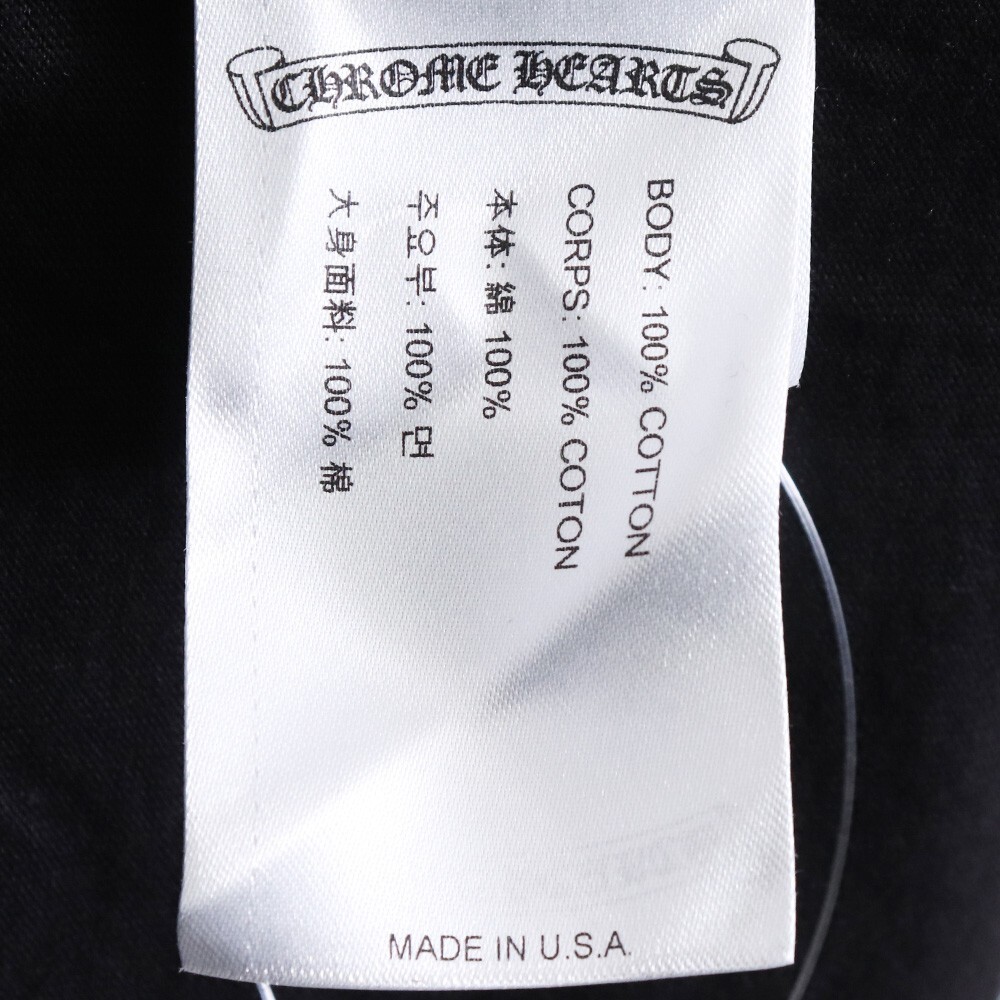 CHROME HEARTS
BODY: 100% COTTON
CORPS: 100% COTON
本体: 綿 100%
주요부: 100% 면
大身面料: 100% 棉
MADE IN U.S.A.